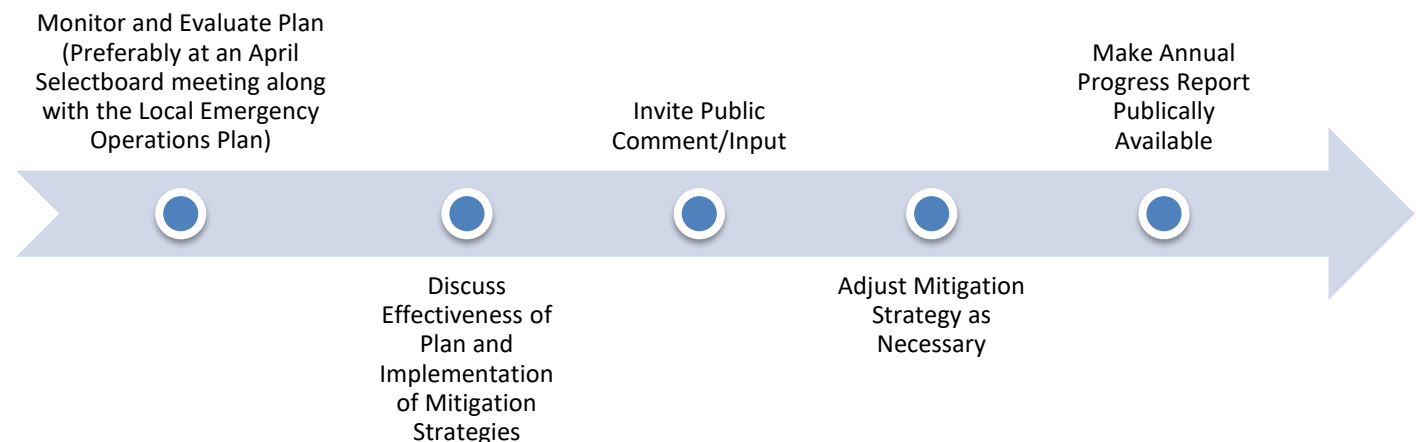 Monitor and Evaluate Plan
(Preferably at an April
Selectboard meeting along
with the Local Emergency
Operations Plan)
Discuss
Effectiveness of
Plan and
Implementation
of Mitigation
Strategies
Invite Public
Comment/Input
Adjust Mitigation
Strategy as
Necessary
Make Annual
Progress Report
Publically
Available